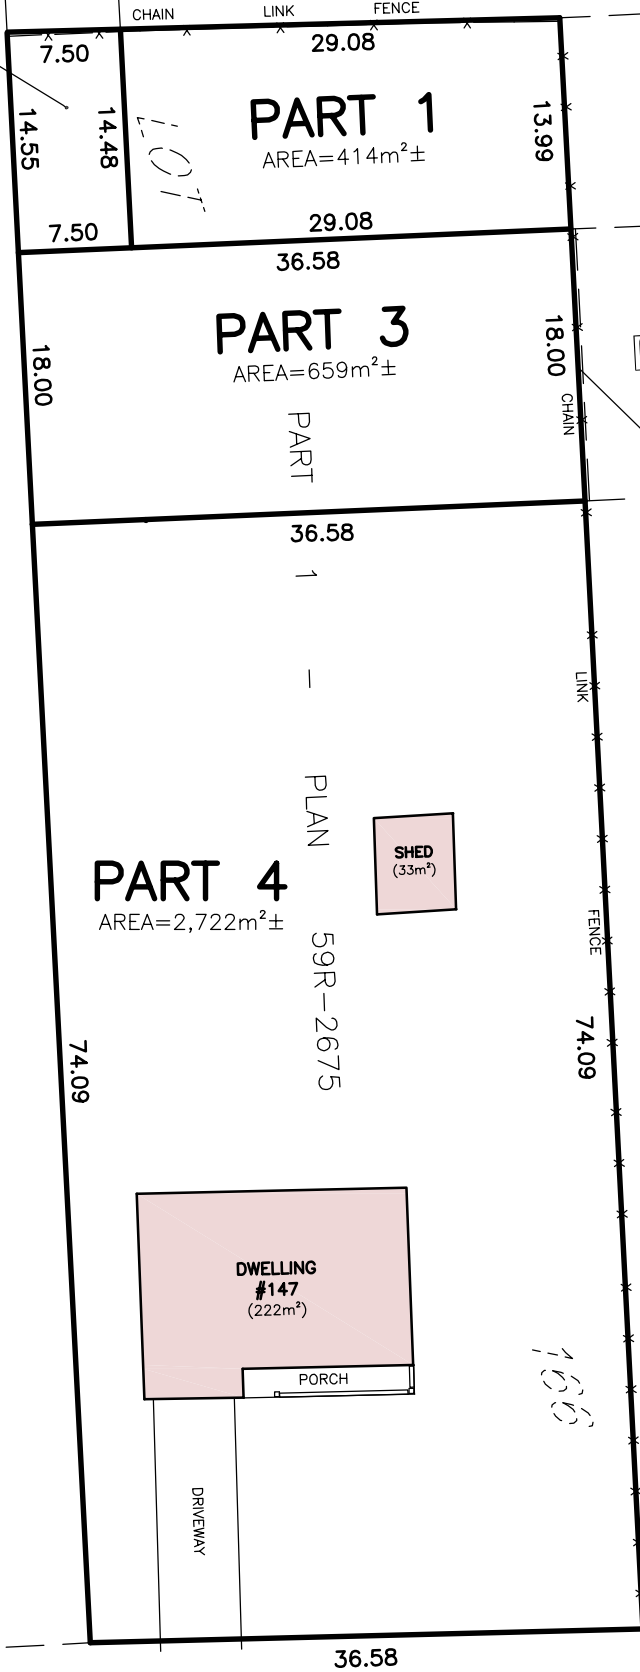 CHAIN LINK FENCE
7.50
29.08
14.55
14.48
LOT
PART 1
AREA=414m²±
13.99
7.50
29.08
36.58
18.00
PART 3
AREA=659m²±
18.00
CHAIN
PART
36.58
1
–
LINK
PLAN
SHED
(33m²)
PART 4
AREA=2,722m²±
FENCE
59R–2675
74.09
74.09
DWELLING
#147
(222m²)
PORCH
166
DRIVEWAY
36.58